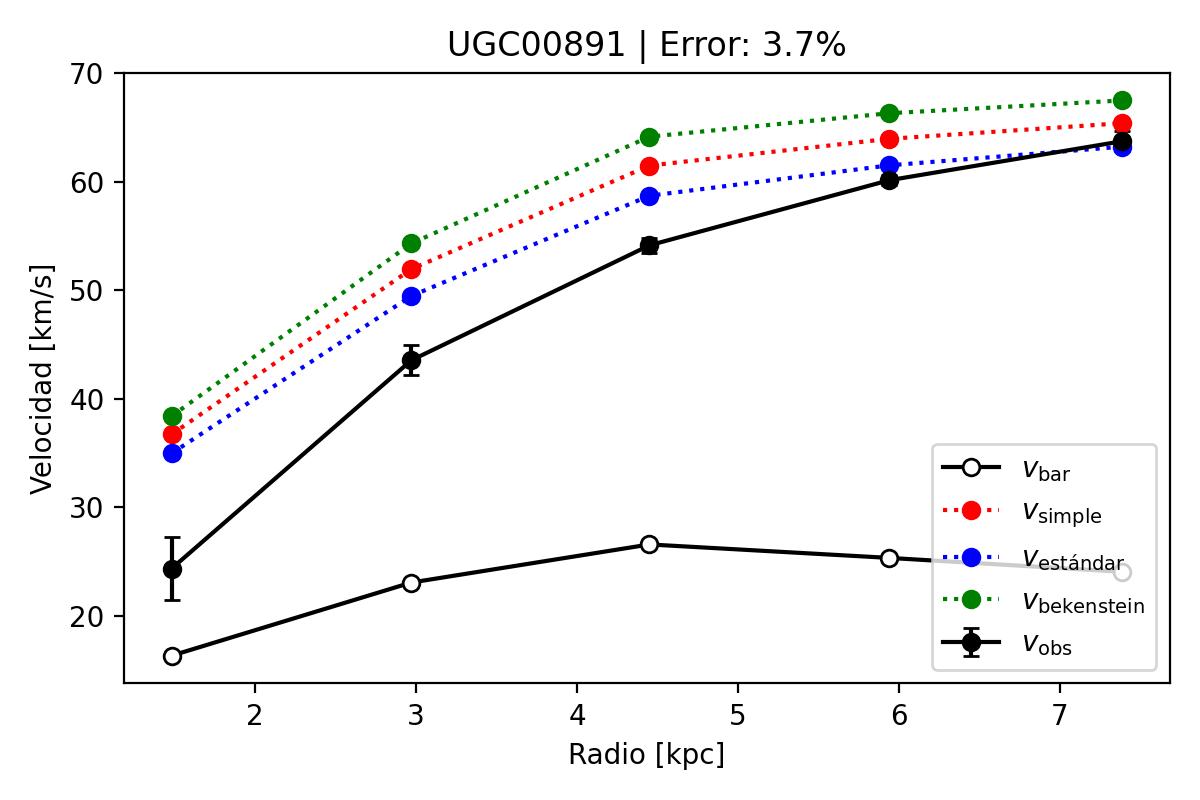 UGC00891 | Error: 3.7%
Velocidad [km/s]
70
60
50
40
30
20
v_bar
v_simple
v_estándar
v_bekenstein
v_obs
2 3 4 5 6 7
Radio [kpc]